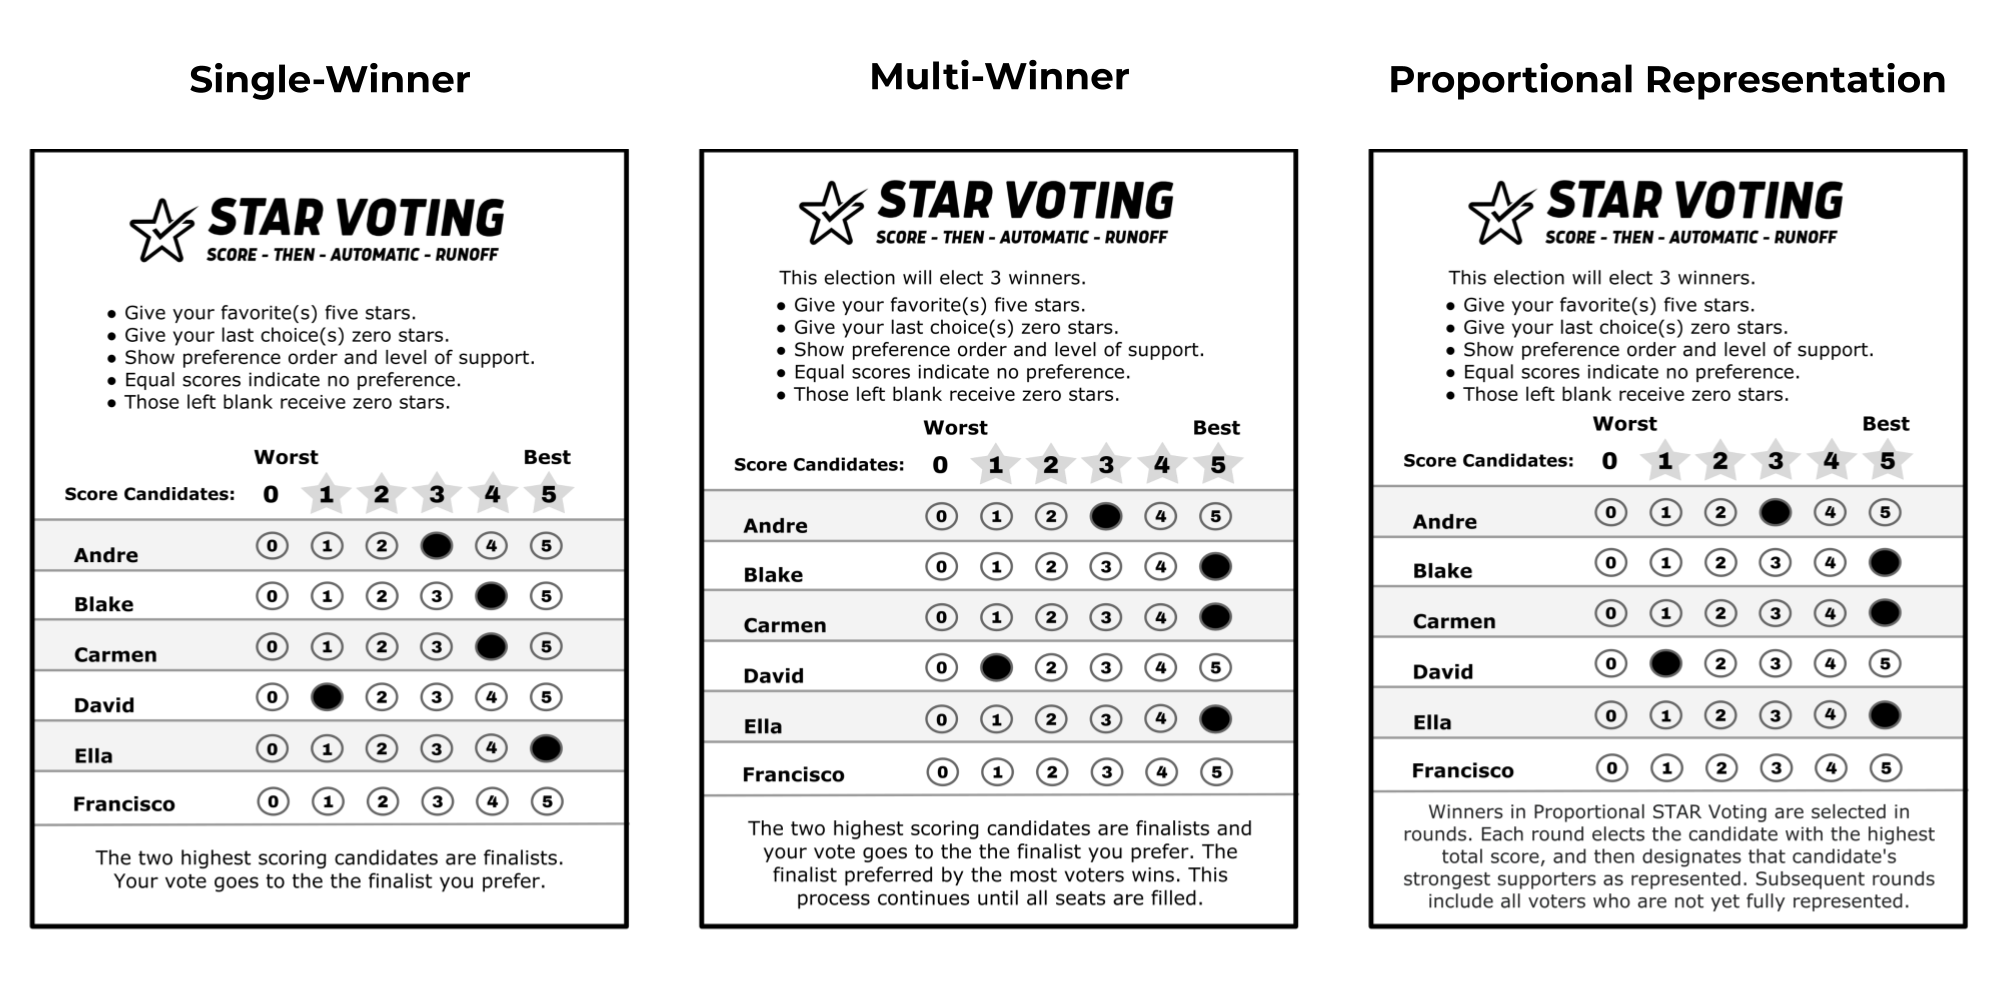 Single-Winner
STAR VOTING
SCORE - THEN - AUTOMATIC - RUNOFF
● Give your favorite(s) five stars.
● Give your last choice(s) zero stars.
● Show preference order and level of support.
● Equal scores indicate no preference.
● Those left blank receive zero stars.
Worst Best
Score Candidates: 0 1 2 3 4 5
Andre 0 1 2 4 5
Blake 0 1 2 3 5
Carmen 0 1 2 3 5
David 0 2 3 4 5
Ella 0 1 2 3 4
Francisco 0 1 2 3 4 5
The two highest scoring candidates are finalists.
Your vote goes to the the finalist you prefer.
Multi-Winner
STAR VOTING
SCORE - THEN - AUTOMATIC - RUNOFF
This election will elect 3 winners.
● Give your favorite(s) five stars.
● Give your last choice(s) zero stars.
● Show preference order and level of support.
● Equal scores indicate no preference.
● Those left blank receive zero stars.
Worst Best
Score Candidates: 0 1 2 3 4 5
Andre 0 1 2 4 5
Blake 0 1 2 3 4
Carmen 0 1 2 3 4
David 0 2 3 4 5
Ella 0 1 2 3 4
Francisco 0 1 2 3 4 5
The two highest scoring candidates are finalists and
your vote goes to the the finalist you prefer. The
finalist preferred by the most voters wins. This
process continues until all seats are filled.
Proportional Representation
STAR VOTING
SCORE - THEN - AUTOMATIC - RUNOFF
This election will elect 3 winners.
● Give your favorite(s) five stars.
● Give your last choice(s) zero stars.
● Show preference order and level of support.
● Equal scores indicate no preference.
● Those left blank receive zero stars.
Worst Best
Score Candidates: 0 1 2 3 4 5
Andre 0 1 2 4 5
Blake 0 1 2 3 4
Carmen 0 1 2 3 4
David 0 2 3 4 5
Ella 0 1 2 3 4
Francisco 0 1 2 3 4 5
Winners in Proportional STAR Voting are selected in
rounds. Each round elects the candidate with the highest
total score, and then designates that candidate's
strongest supporters as represented. Subsequent rounds
include all voters who are not yet fully represented.